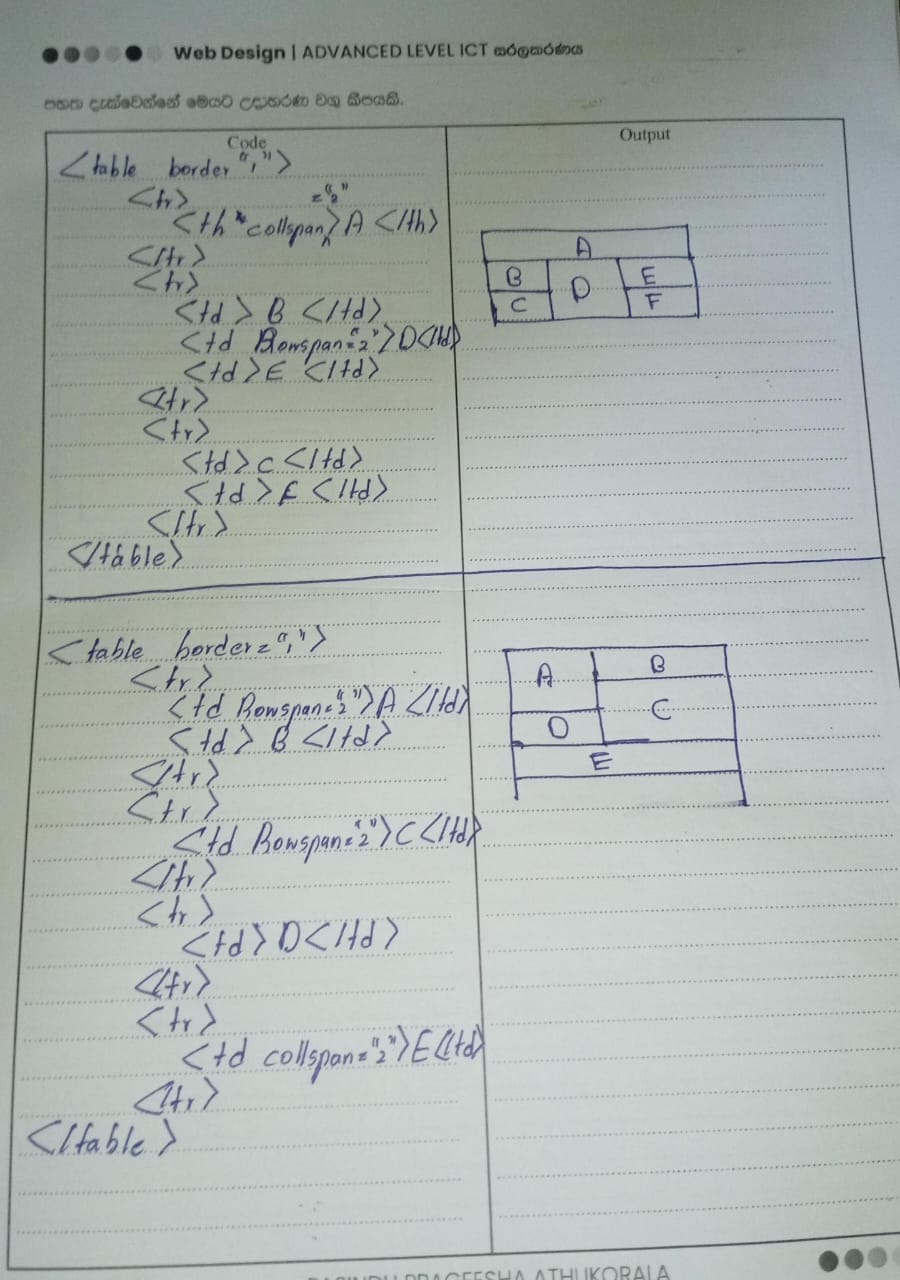 Web Design | ADVANCED LEVEL ICT සරලකරණය
පහත දැක්වෙන්නේ මෙයට උදාහරණ වගු කීපයකි.
Code
Output
<table border "1">
<tr>
<th collspan ="2"> A </th>
</tr>
<tr>
<td> B </td>
<td Rowspan="2">D</td>
<td>E </td>
</tr>
<tr>
<td>C </td>
<td>E </td>
</tr>
</table>
A
B D E
C F
<table border="1">
<tr>
<td Rowspan="2">A </td>
<td> B </td>
</tr>
<tr>
<td Rowspan="2">C</td>
</tr>
<tr>
<td>D</td>
</tr>
<tr>
<td collspan="2">E</td>
</tr>
</table>
A B
D C
E
PRAGEESHA ATHUKORALA